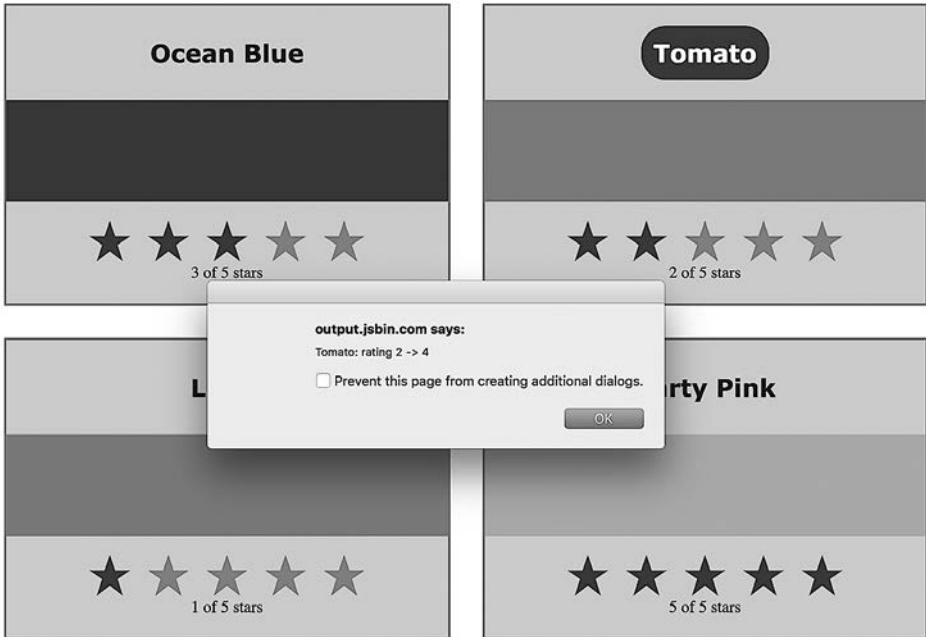 Ocean Blue
Tomato
3 of 5 stars
2 of 5 stars
output.jsbin.com says:
Tomato: rating 2 -> 4
Prevent this page from creating additional dialogs.
OK
L
rty Pink
1 of 5 stars
5 of 5 stars